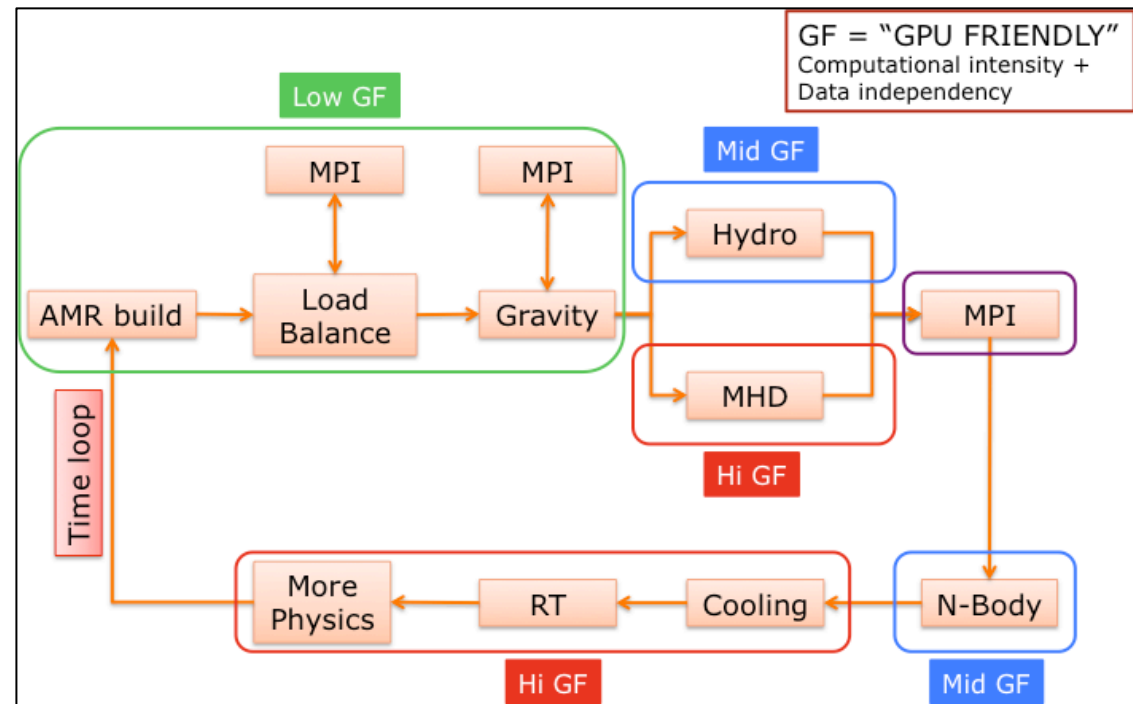 GF = “GPU FRIENDLY”
Computational intensity +
Data independency
Low GF
Mid GF
MPI
MPI
Hydro
AMR build
Load
Balance
Gravity
MPI
MHD
Hi GF
Time loop
More
Physics
RT
Cooling
N-Body
Hi GF
Mid GF